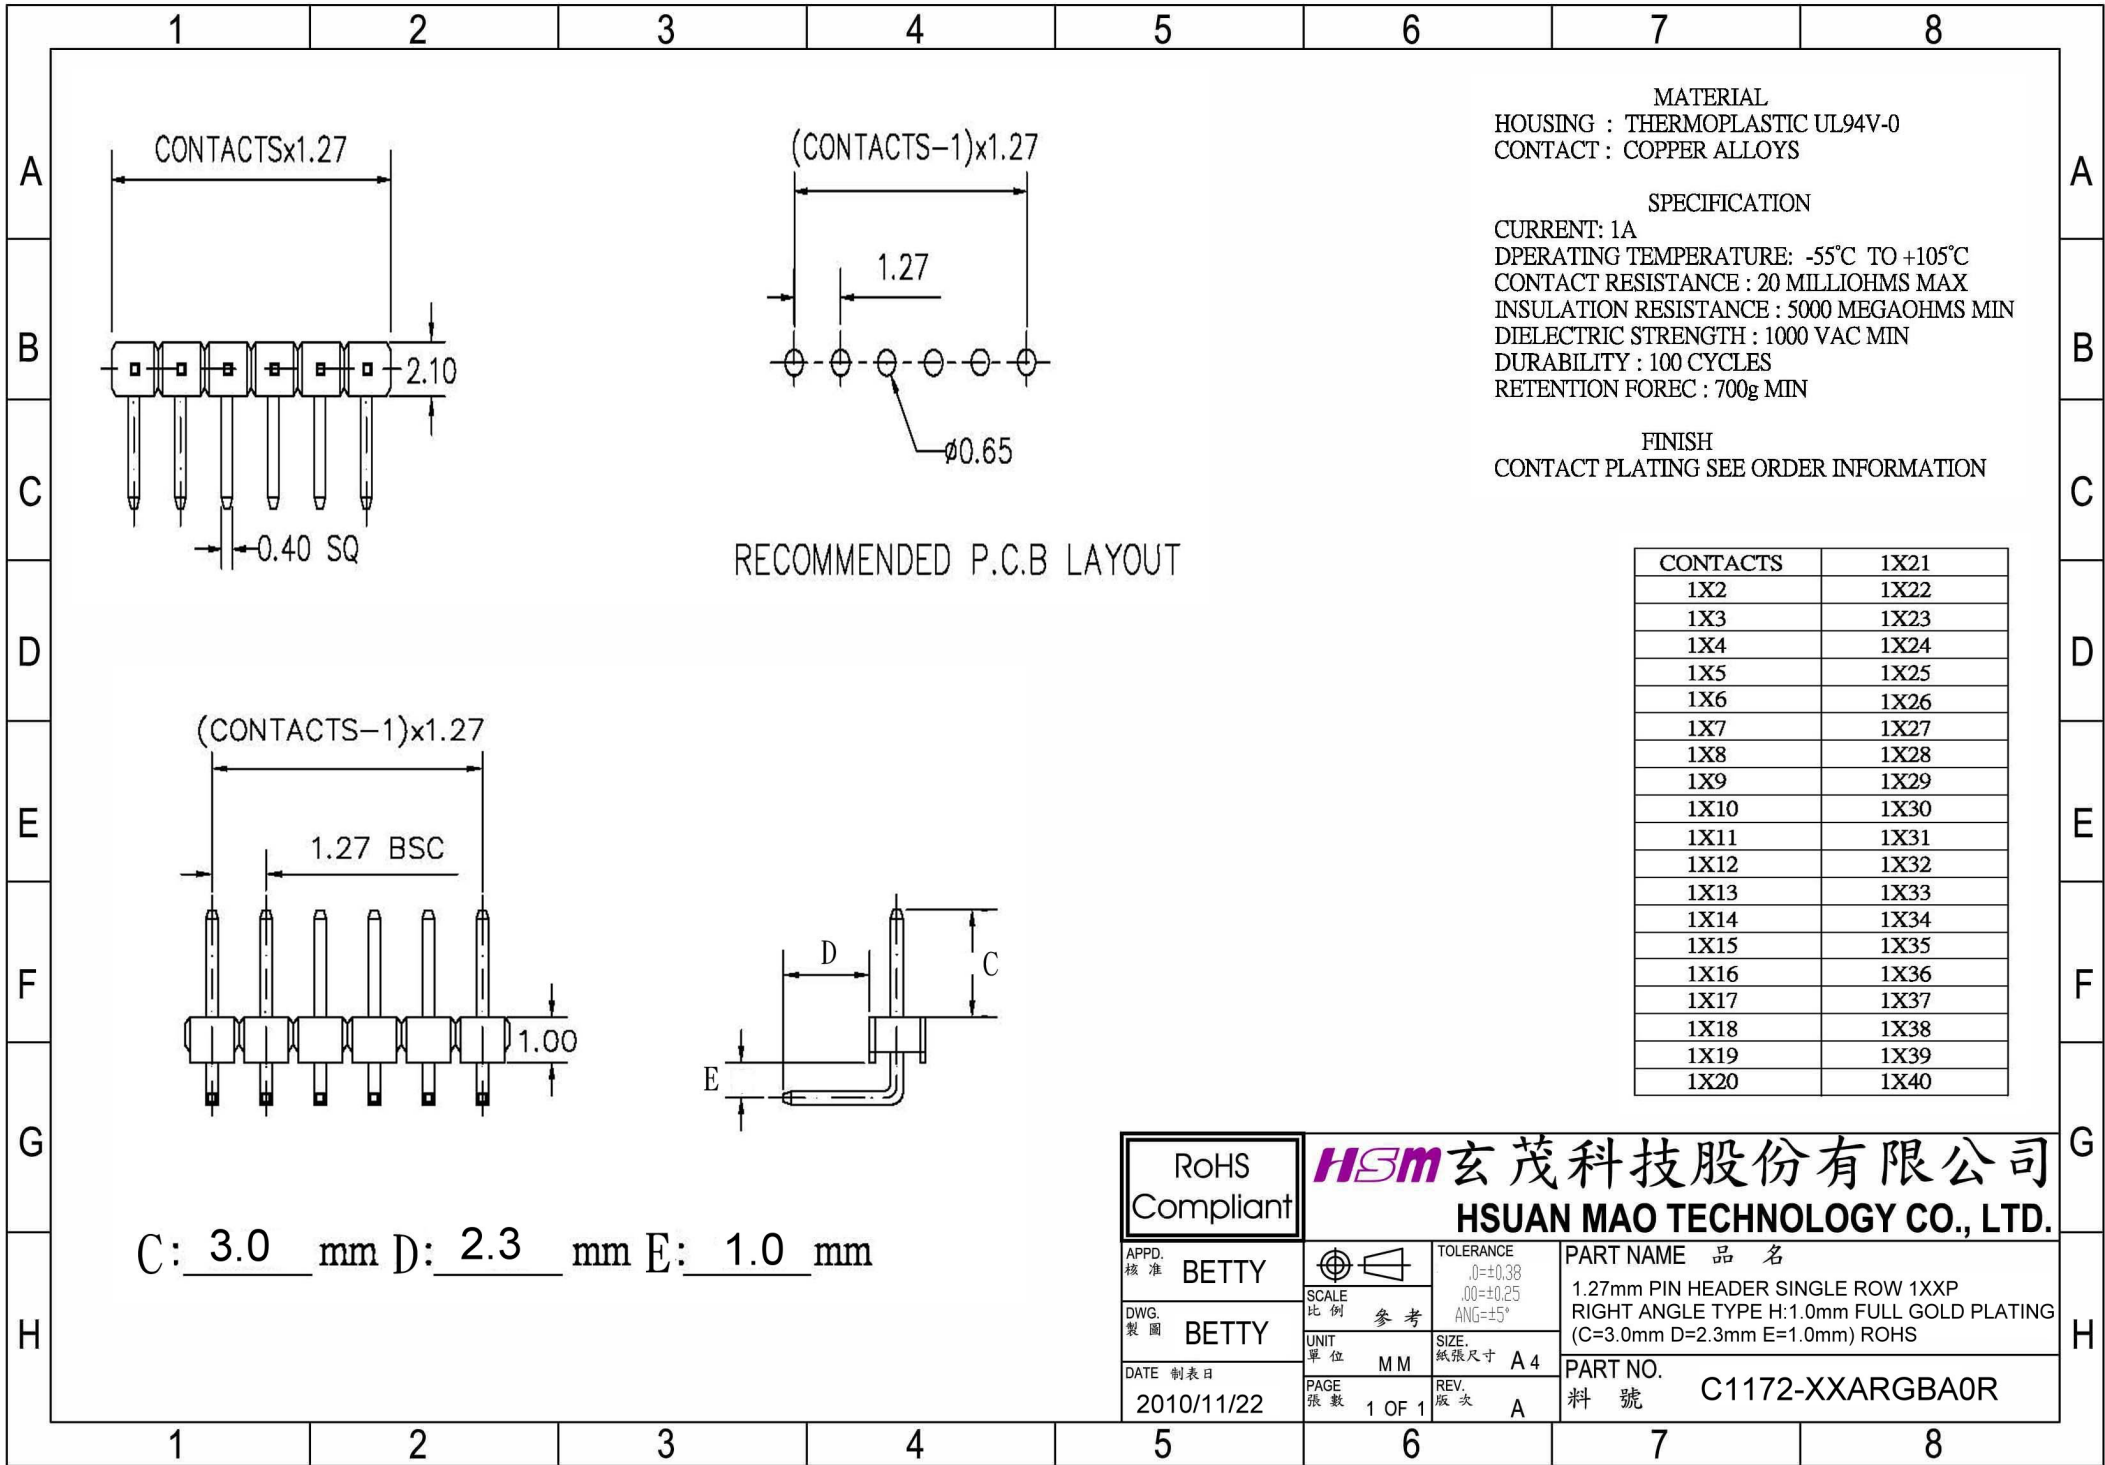 1 2 3 4 5 6 7 8
A
B
C
D
E
F
G
H
CONTACTSx1.27
2.10
0.40 SQ
(CONTACTS-1)x1.27
1.27
ø0.65
RECOMMENDED P.C.B LAYOUT
MATERIAL
HOUSING : THERMOPLASTIC UL94V-0
CONTACT : COPPER ALLOYS
SPECIFICATION
CURRENT: 1A
DPERATING TEMPERATURE: -55°C TO +105°C
CONTACT RESISTANCE : 20 MILLIOHMS MAX
INSULATION RESISTANCE : 5000 MEGAOHMS MIN
DIELECTRIC STRENGTH : 1000 VAC MIN
DURABILITY : 100 CYCLES
RETENTION FOREC : 700g MIN
FINISH
CONTACT PLATING SEE ORDER INFORMATION
CONTACTS 1X21
1X2 1X22
1X3 1X23
1X4 1X24
1X5 1X25
1X6 1X26
1X7 1X27
1X8 1X28
1X9 1X29
1X10 1X30
1X11 1X31
1X12 1X32
1X13 1X33
1X14 1X34
1X15 1X35
1X16 1X36
1X17 1X37
1X18 1X38
1X19 1X39
1X20 1X40
(CONTACTS-1)x1.27
1.27 BSC
1.00
D
C
E
C: 3.0 mm D: 2.3 mm E: 1.0 mm
RoHS
Compliant
HSM 玄茂科技股份有限公司
HSUAN MAO TECHNOLOGY CO., LTD.
APPD.
核准 BETTY
DWG.
製圖 BETTY
DATE 制表日
2010/11/22
SCALE
比例 參考
UNIT
單位 MM
PAGE
張數 1 OF 1
TOLERANCE
.0=±0.38
.00=±0.25
ANG=±5°
SIZE.
紙張尺寸 A4
REV.
版次 A
PART NAME 品名
1.27mm PIN HEADER SINGLE ROW 1XXP
RIGHT ANGLE TYPE H:1.0mm FULL GOLD PLATING
(C=3.0mm D=2.3mm E=1.0mm) ROHS
PART NO.
料號 C1172-XXARGBA0R
A
B
C
D
E
F
G
H
1 2 3 4 5 6 7 8